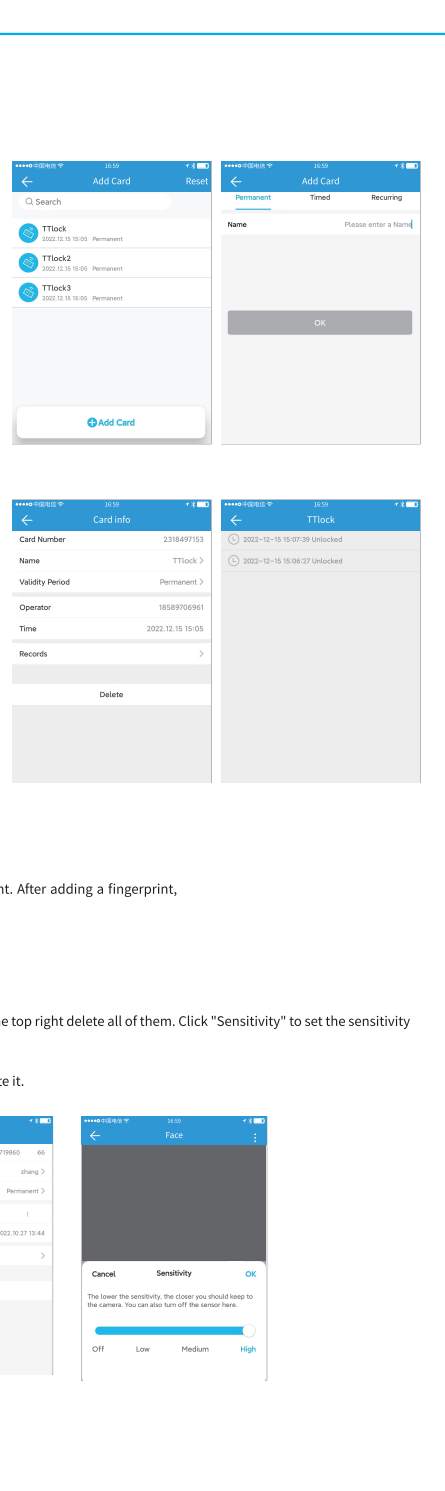 中国电信 16:59
Add Card Reset
Search
TTlock
2022.12.15 15:05 Permanent
TTlock2
2022.12.15 15:05 Permanent
TTlock3
2022.12.15 15:05 Permanent
Add Card
中国电信 16:59
Add Card
Permanent Timed Recurring
Name Please enter a Name
OK
中国电信 16:59
Card info
Card Number 2318497153
Name TTlock >
Validity Period Permanent >
Operator 18589706961
Time 2022.12.15 15:05
Records >
Delete
中国电信 16:59
TTlock
2022-12-15 15:07:39 Unlocked
2022-12-15 15:06:27 Unlocked
nt. After adding a fingerprint,
e top right delete all of them. Click "Sensitivity" to set the sensitivity
te it.
719860 66
zhang >
Permanent >
022.10.27 13:44
>
中国电信 16:59
Face
Cancel Sensitivity OK
The lower the sensitivity, the closer you should keep to
the camera. You can also turn off the sensor here.
Off Low Medium High